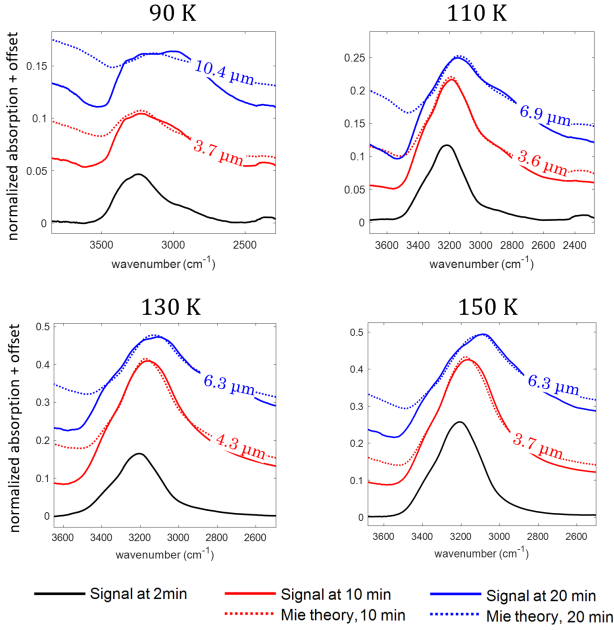 90 K
110 K
normalized absorption + offset
0.15
0.1
0.05
0
10.4 µm
3.7 µm
3500
3000
2500
wavenumber (cm-1)
0.25
0.2
0.15
0.1
0.05
0
6.9 µm
3.6 µm
3600
3400
3200
3000
2800
2600
2400
wavenumber (cm-1)
130 K
150 K
normalized absorption + offset
0.5
0.4
0.3
0.2
0.1
0
6.3 µm
4.3 µm
3600
3400
3200
3000
2800
2600
wavenumber (cm-1)
0.5
0.4
0.3
0.2
0.1
0
6.3 µm
3.7 µm
3600
3400
3200
3000
2800
2600
wavenumber (cm-1)
Signal at 2min
Signal at 10 min
Signal at 20 min
Mie theory, 10 min
Mie theory, 20 min